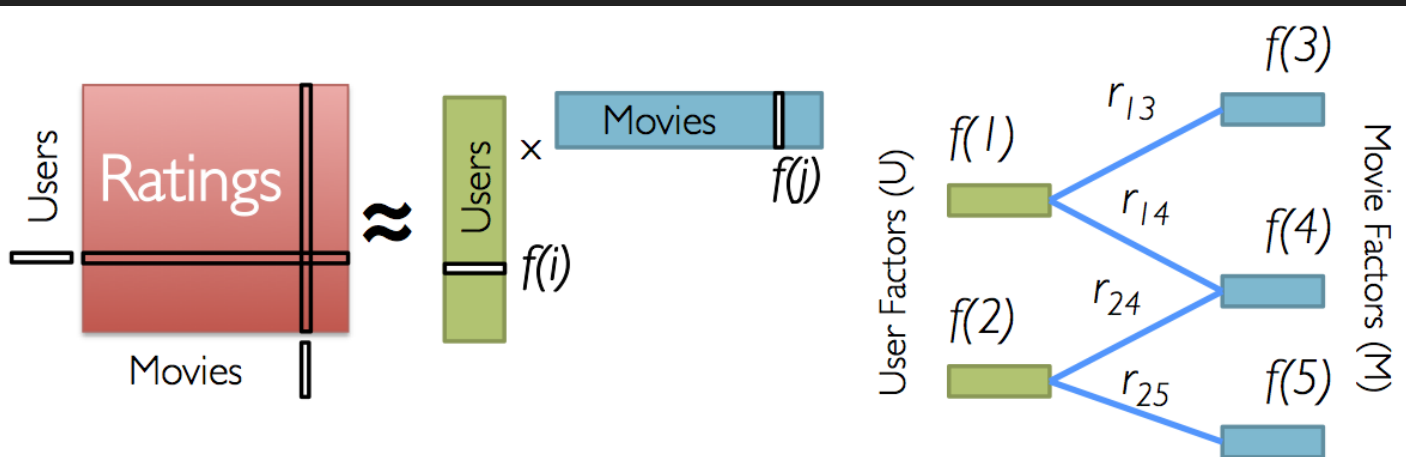 Users
Ratings
Movies
≈
Users
f(i)
x
Movies
f(j)
User Factors (U)
f(1)
f(2)
r13
r14
r24
r25
f(3)
f(4)
f(5)
Movie Factors (M)